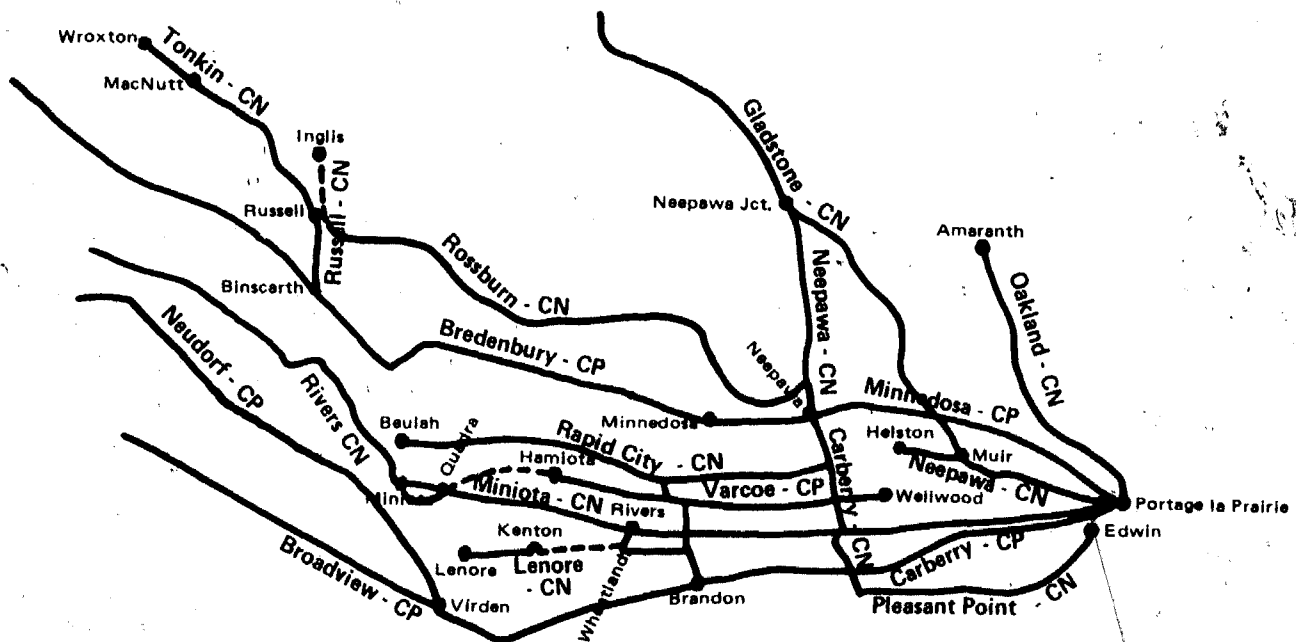 Wroxton
Tonkin - CN
MacNutt
Inglis
Russell - CN
Russell
Rossburn - CN
Binscarth
Gladstone - CN
Neepawa Jct.
Amaranth
Oakland - CN
Neepawa - CN
Neepawa
Bredenbury - CP
Minnedosa
Minnedosa - CP
Neudorf - CP
Rivers CN
Beulah
Quadra
Rapid City - CN
Hamiota
Helston
Muir
Neepawa - CN
Miniota - CN
Varcoe - CP
Wellwood
Carberry - CN
Portage la Prairie
Edwin
Rivers
Kenton
Lenore
Lenore
- CN
Carberry - CP
Broadview - CP
Virden
Brandon
Pleasant Point - CN